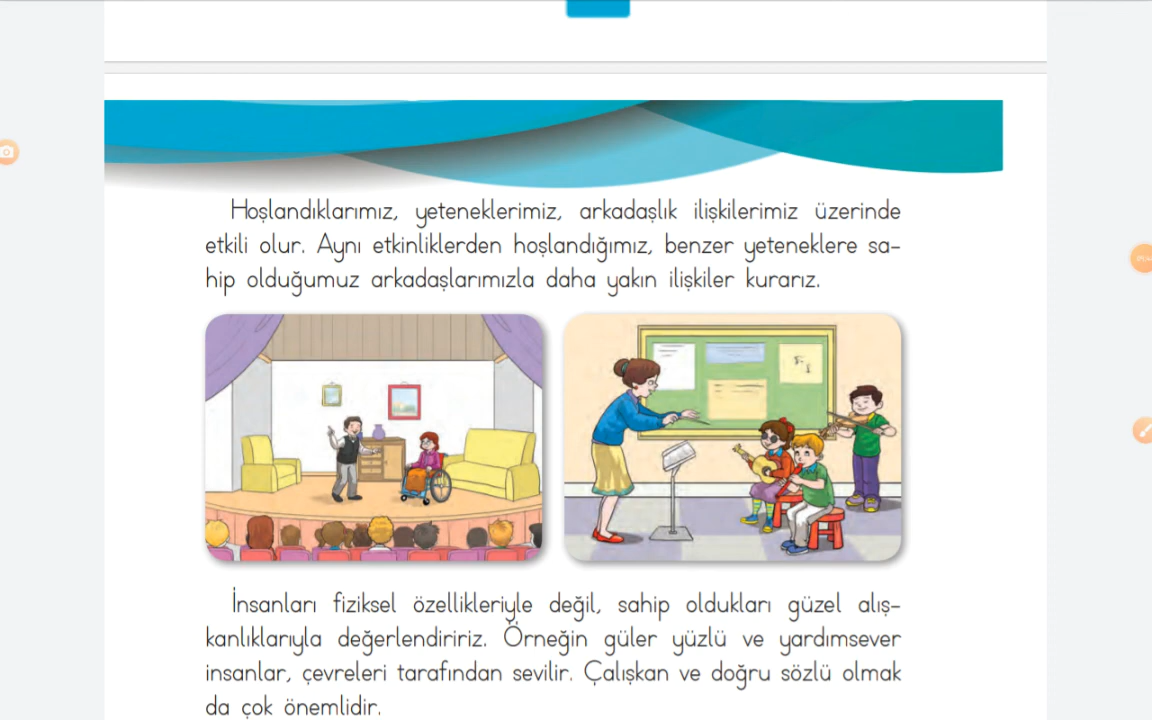 Hoşlandıklarımız, yeteneklerimiz, arkadaşlık ilişkilerimiz üzerinde
etkili olur. Aynı etkinliklerden hoşlandığımız, benzer yeteneklere sa-
hip olduğumuz arkadaşlarımızla daha yakın ilişkiler kurarız.
İnsanları fiziksel özellikleriyle değil, sahip oldukları güzel alış-
kanlıklarıyla değerlendiririz. Örneğin güler yüzlü ve yardımsever
insanlar, çevreleri tarafından sevilir. Çalışkan ve doğru sözlü olmak
da çok önemlidir.